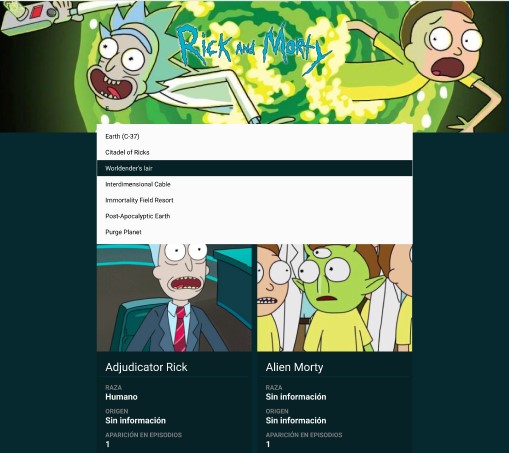 Rick and Morty
Earth (C-37)
Citadel of Ricks
Worldender's lair
Interdimensional Cable
Immortality Field Resort
Post-Apocalyptic Earth
Purge Planet
Adjudicator Rick
RAZA
Humano
ORIGEN
Sin información
APARICIÓN EN EPISODIOS
1
Alien Morty
RAZA
Sin información
ORIGEN
Sin información
APARICIÓN EN EPISODIOS
1